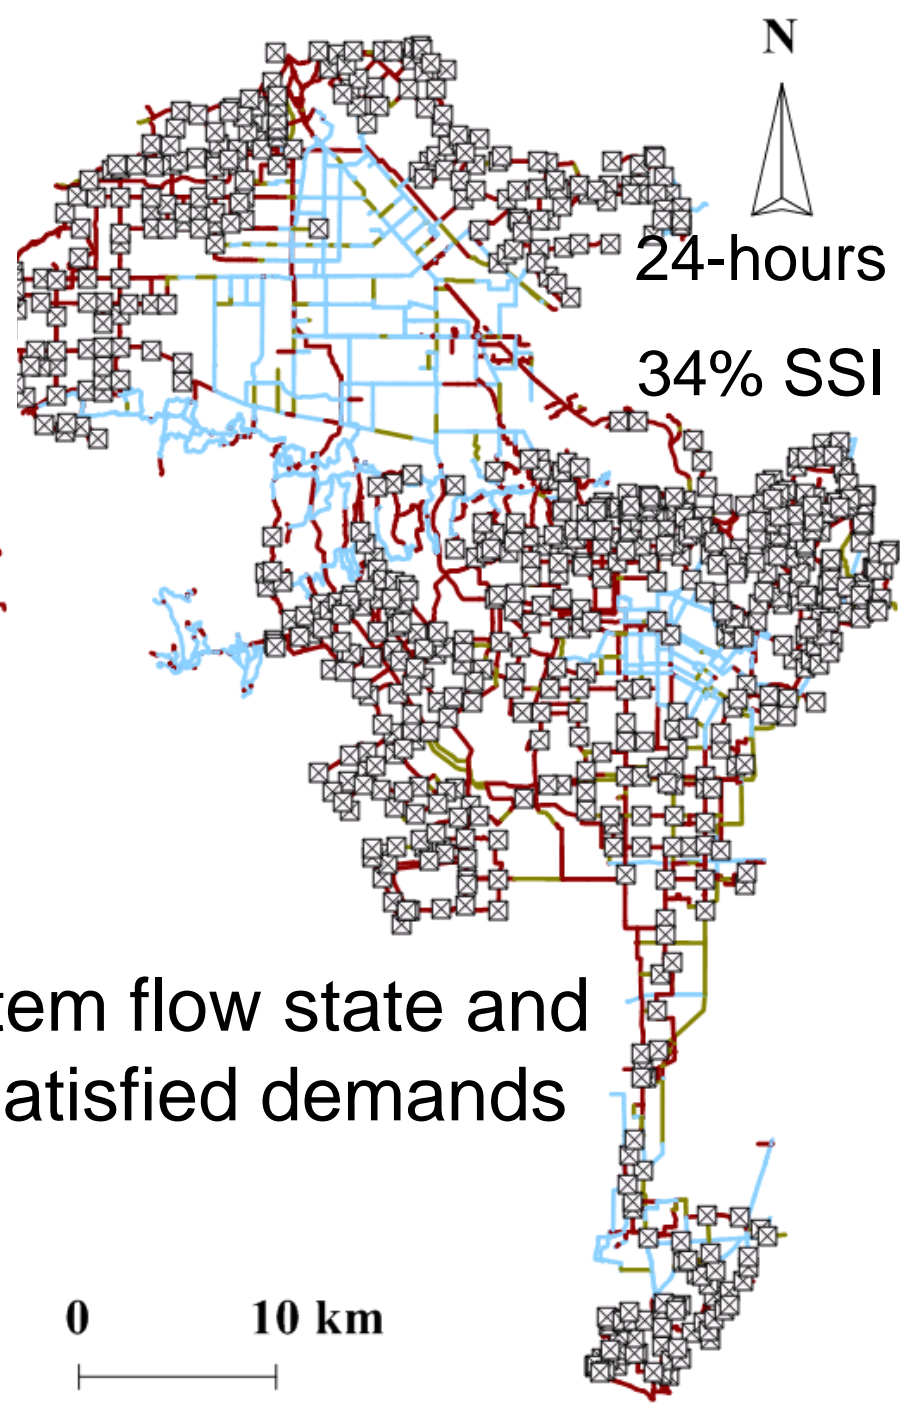 N
24-hours
34% SSI
tem flow state and
atisfied demands
0 10 km